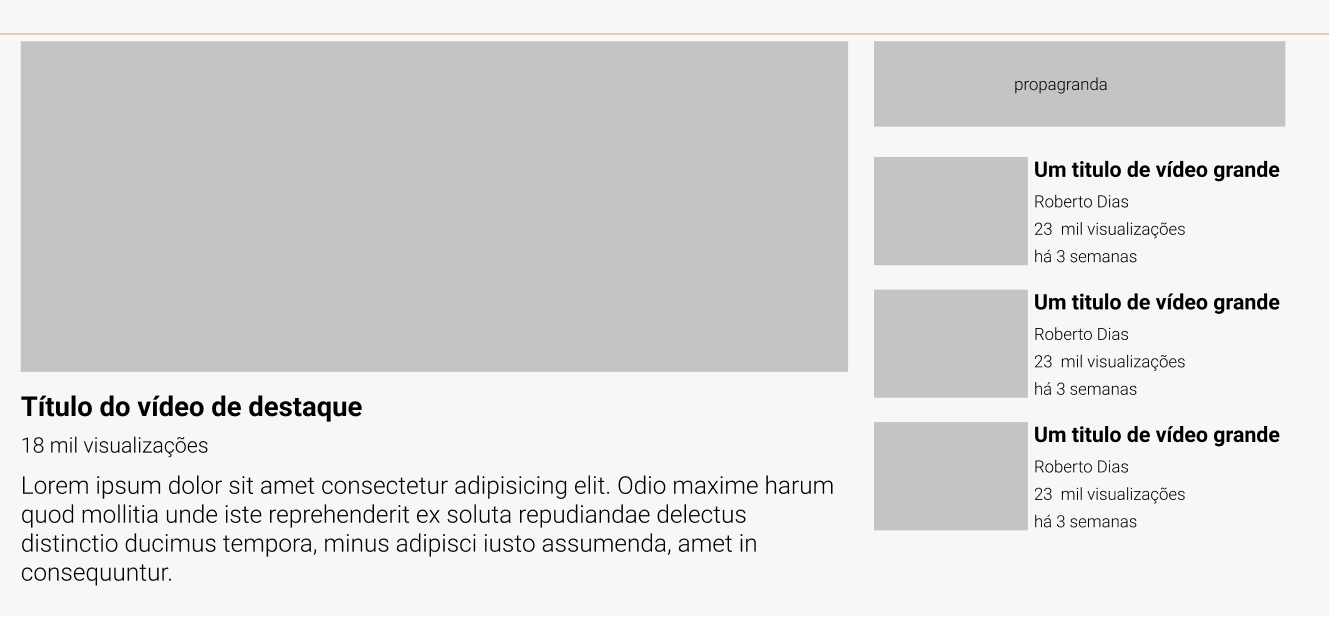 Título do vídeo de destaque
18 mil visualizações
Lorem ipsum dolor sit amet consectetur adipisicing elit. Odio maxime harum
quod mollitia unde iste reprehenderit ex soluta repudiandae delectus
distinctio ducimus tempora, minus adipisci iusto assumenda, amet in
consequuntur.
propagranda
Um titulo de vídeo grande
Roberto Dias
23 mil visualizações
há 3 semanas
Um titulo de vídeo grande
Roberto Dias
23 mil visualizações
há 3 semanas
Um titulo de vídeo grande
Roberto Dias
23 mil visualizações
há 3 semanas